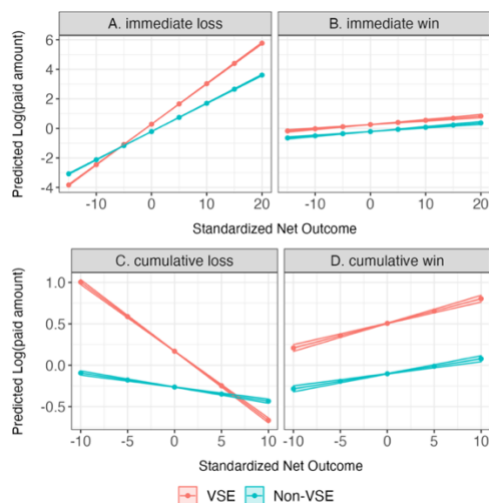 A. immediate loss
B. immediate win
Predicted Log(paid amount)
6
4
2
0
-2
-4
-10 0 10 20
-10 0 10 20
Standardized Net Outcome
C. cumulative loss
D. cumulative win
Predicted Log(paid amount)
1.0
0.5
0.0
-0.5
-10 -5 0 5 10
-10 -5 0 5 10
Standardized Net Outcome
VSE Non-VSE